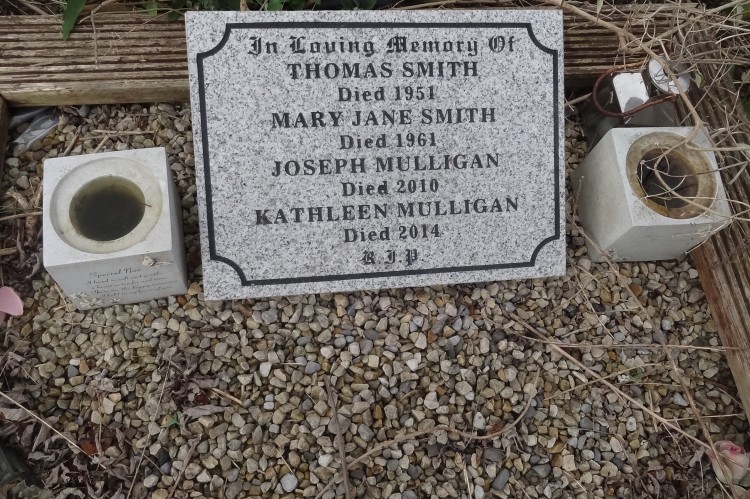 In Loving Memory Of
THOMAS SMITH
Died 1951
MARY JANE SMITH
Died 1961
JOSEPH MULLIGAN
Died 2010
KATHLEEN MULLIGAN
Died 2014
R.I.P
Special Nan